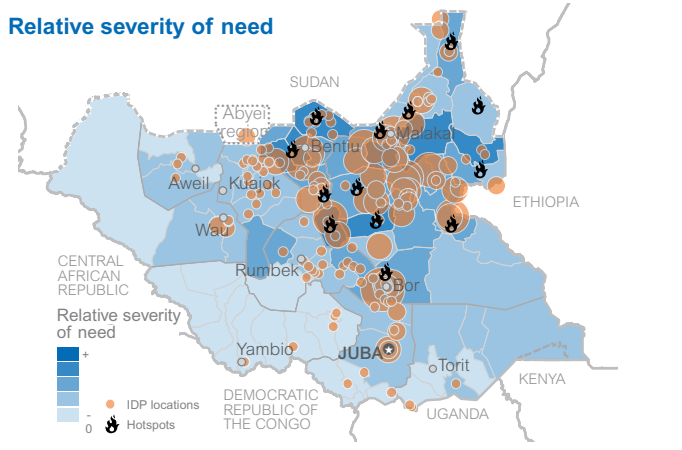 Relative severity of need
SUDAN
Abyei
region
Bentiu
Malakal
Aweil
Kuajok
ETHIOPIA
Wau
CENTRAL
AFRICAN
REPUBLIC
Rumbek
Bor
Relative severity
of need
+
-
0
IDP locations
Hotspots
Yambio
JUBA
Torit
KENYA
DEMOCRATIC
REPUBLIC OF
THE CONGO
UGANDA